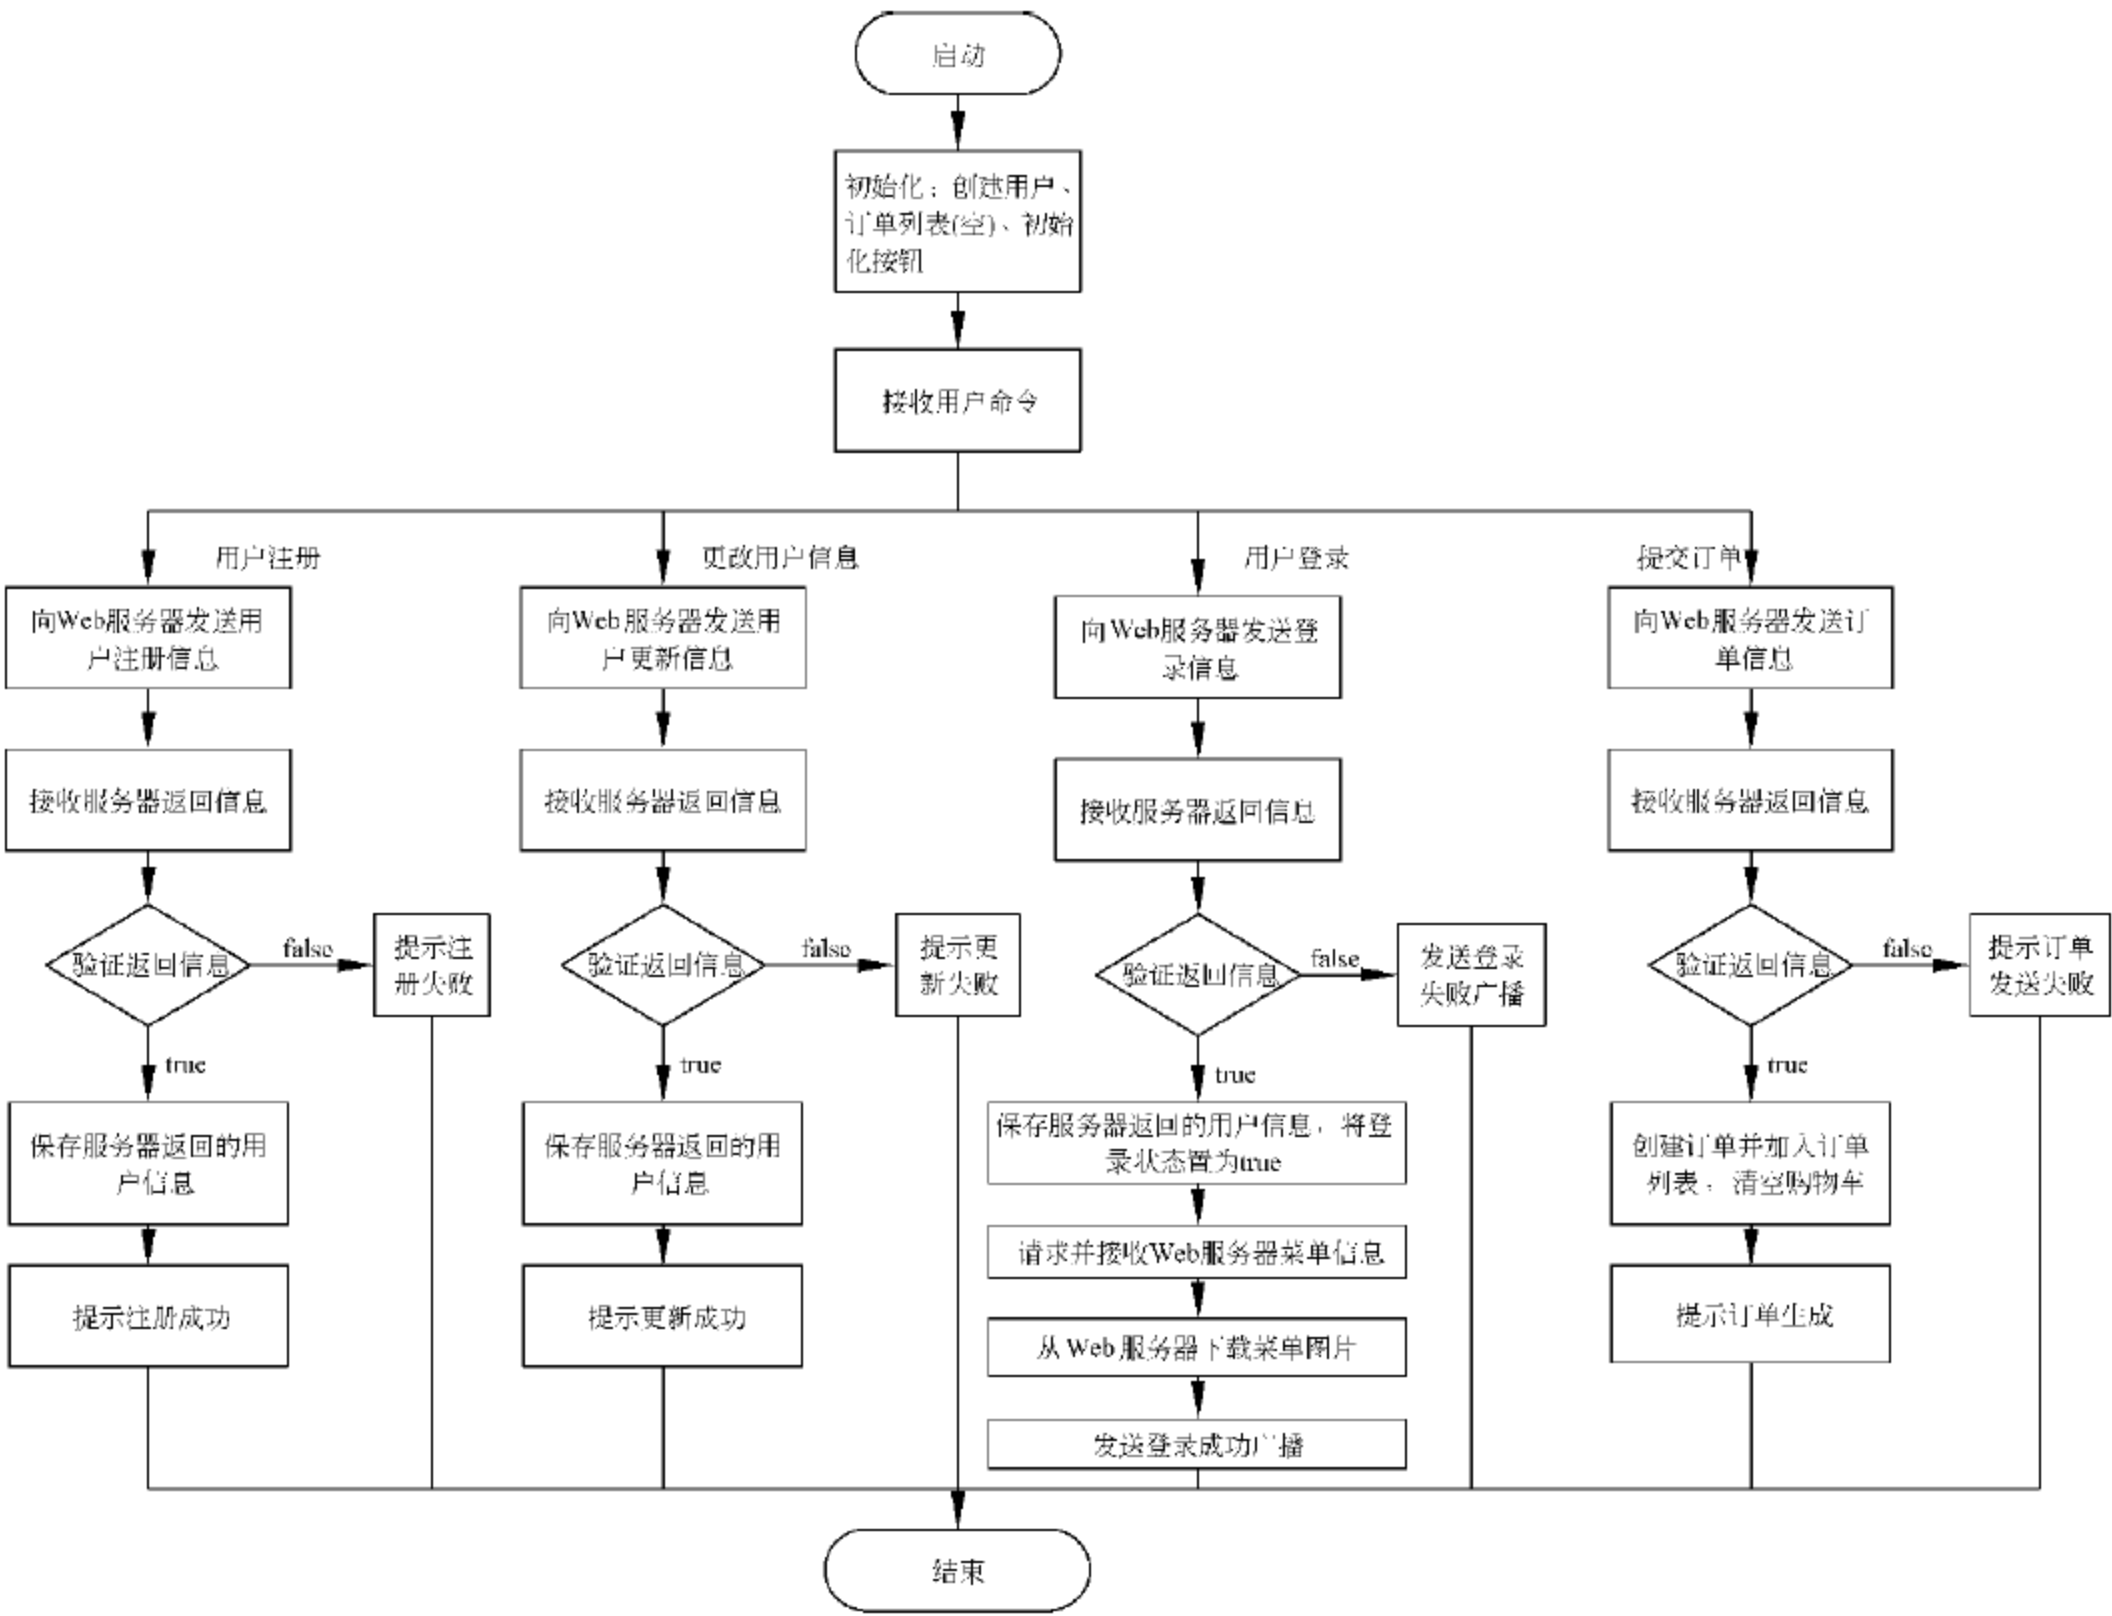 启动
初始化：创建用户、
订单列表(空)、初始
化按钮
接收用户命令
用户注册
更改用户信息
用户登录
提交订单
向Web服务器发送用
户注册信息
向Web服务器发送用
户更新信息
向Web服务器发送登
录信息
向Web服务器发送订
单信息
接收服务器返回信息
接收服务器返回信息
接收服务器返回信息
接收服务器返回信息
验证返回信息
false
提示注
册失败
验证返回信息
false
提示更
新失败
验证返回信息
false
发送登录
失败广播
验证返回信息
false
提示订单
发送失败
true
true
true
true
保存服务器返回的用
户信息
保存服务器返回的用
户信息
保存服务器返回的用户信息，将登
录状态置为true
创建订单并加入订单
列表，清空购物车
请求并接收Web服务器菜单信息
提示注册成功
提示更新成功
从Web服务器下载菜单图片
提示订单生成
发送登录成功广播
结束